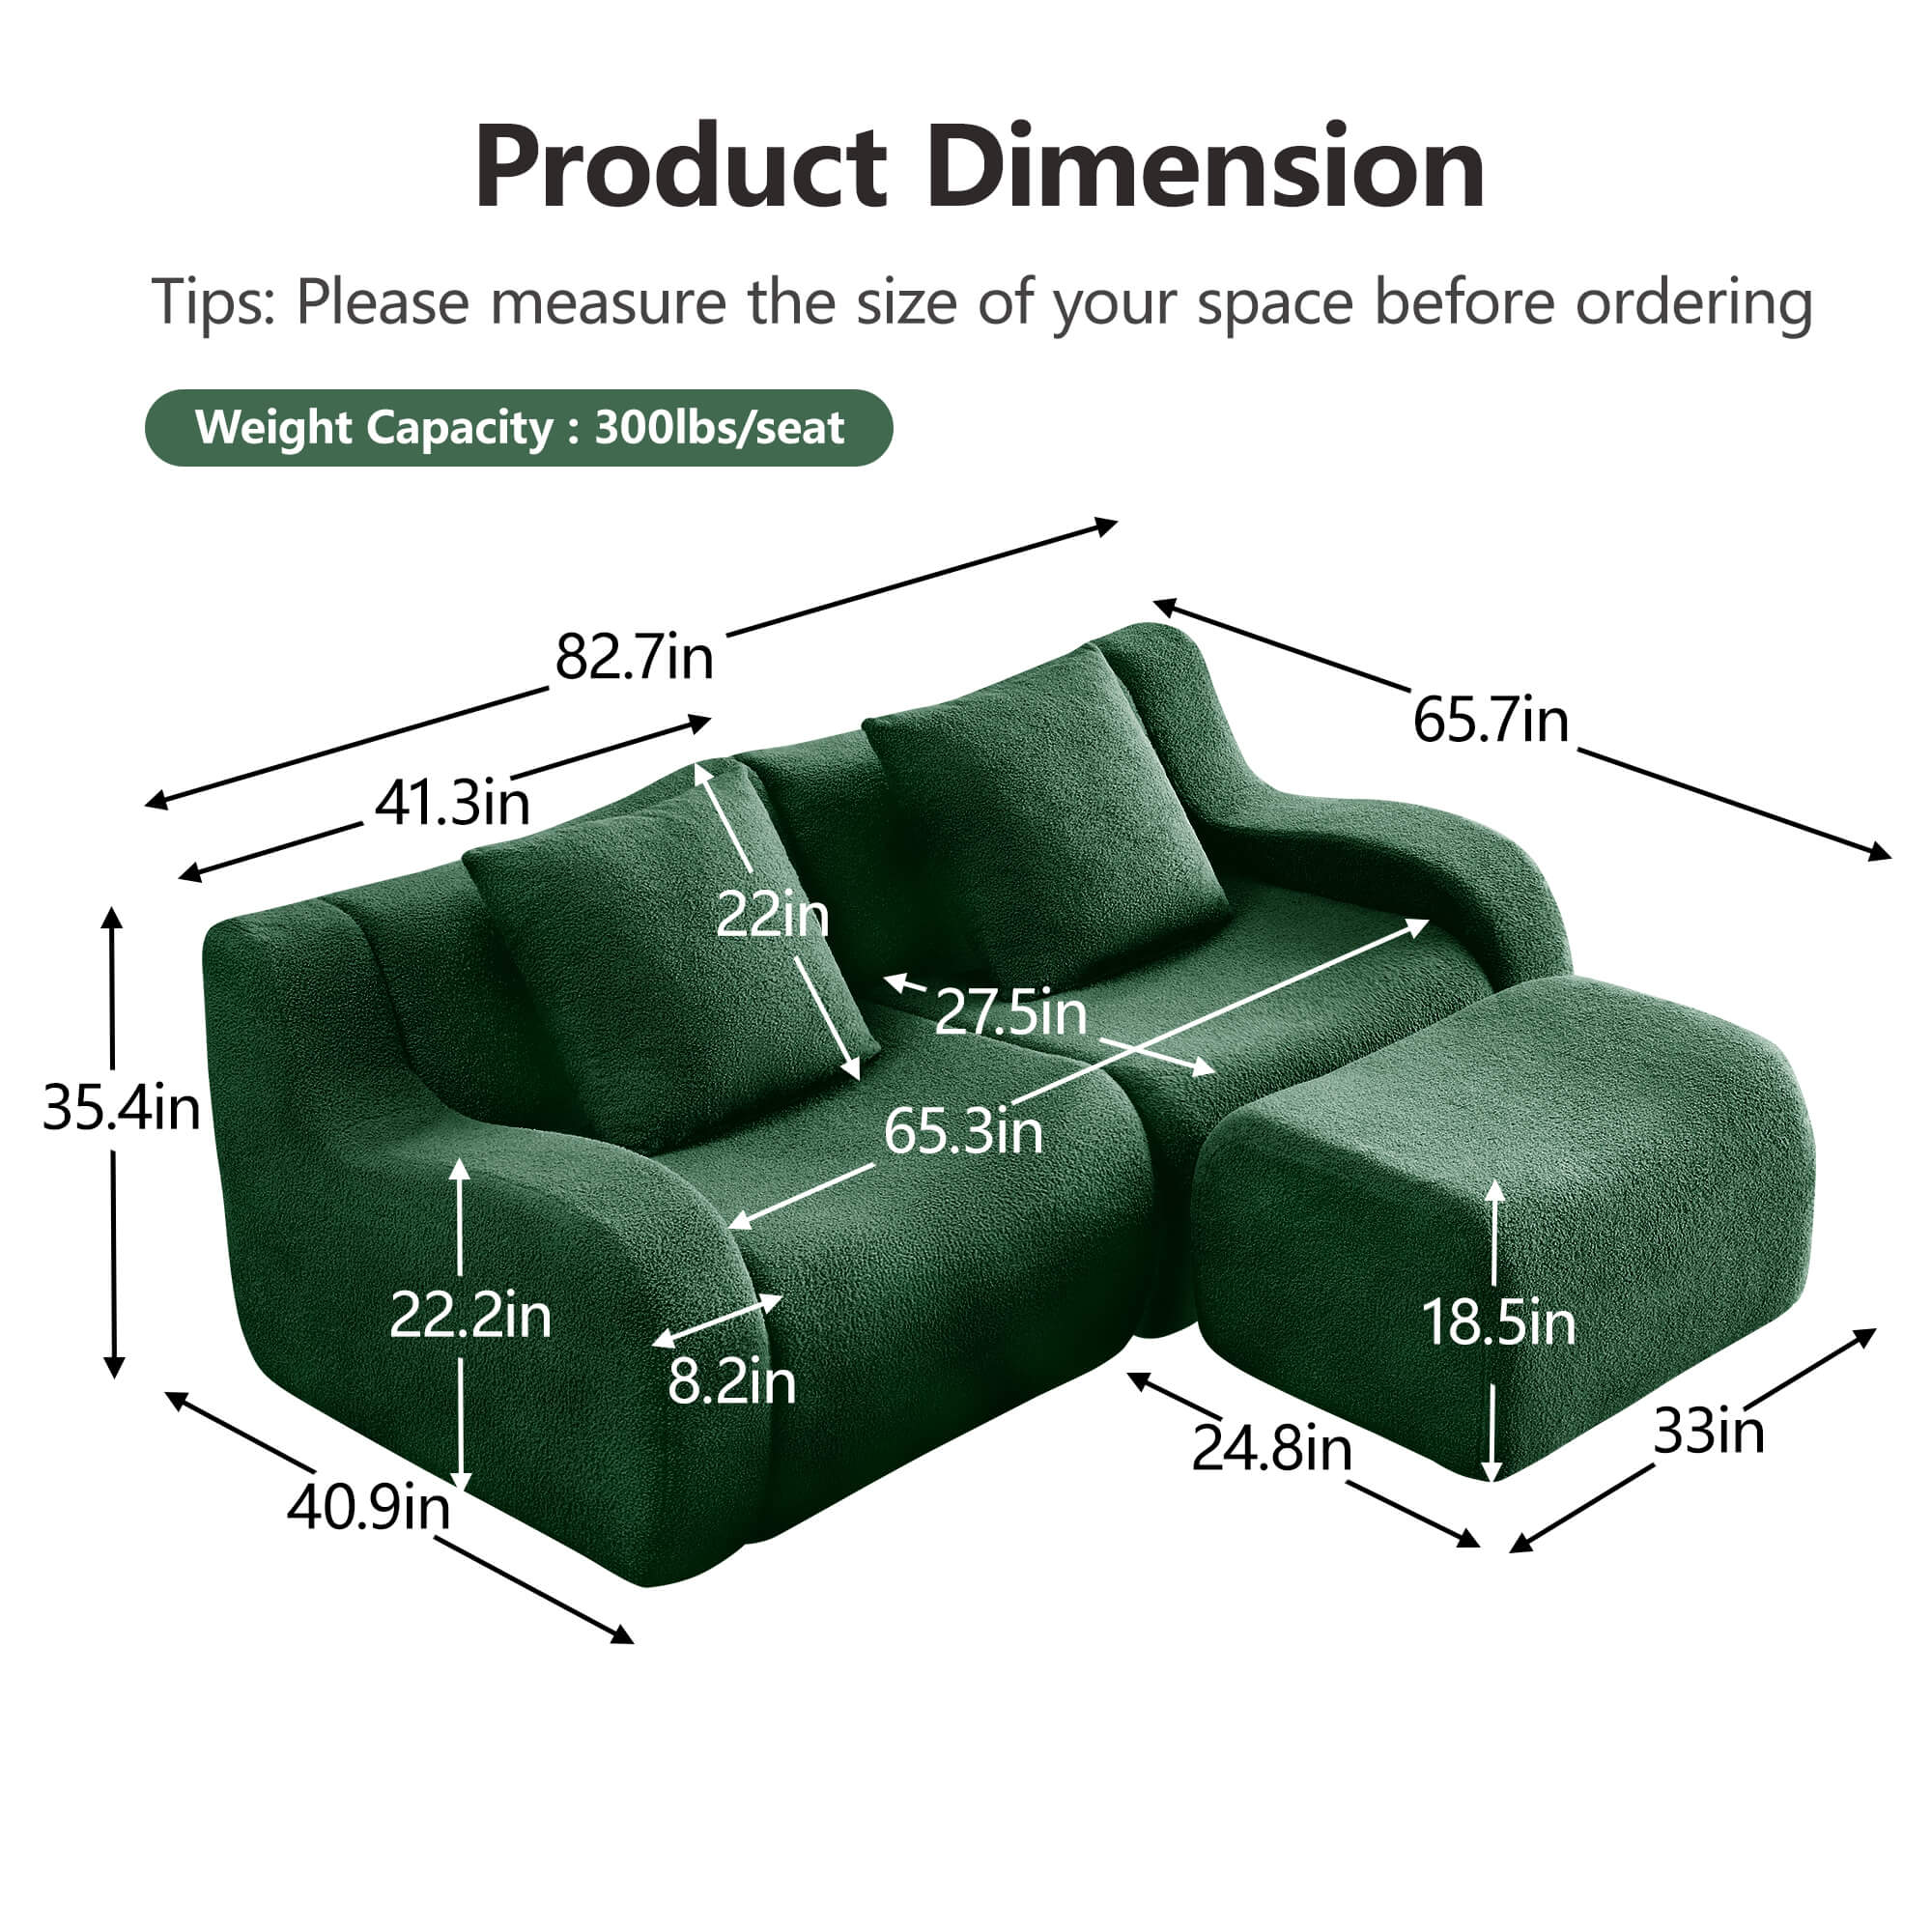 Product Dimension
Tips: Please measure the size of your space before ordering
Weight Capacity : 300lbs/seat
82.7in
65.7in
41.3in
22in
27.5in
35.4in
65.3in
22.2in
18.5in
8.2in
24.8in
33in
40.9in